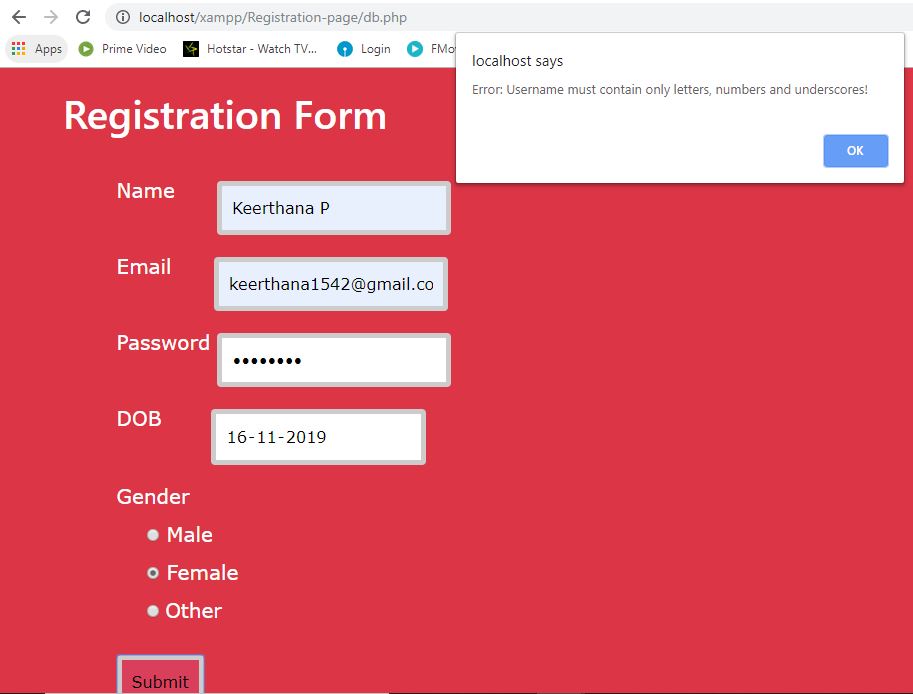 localhost/xampp/Registration-page/db.php
Apps Prime Video Hotstar - Watch TV... Login FMo
localhost says
Error: Username must contain only letters, numbers and underscores!
OK
Registration Form
Name Keerthana P
Email keerthana1542@gmail.co
Password ••••••••
DOB 16-11-2019
Gender
Male
Female
Other
Submit